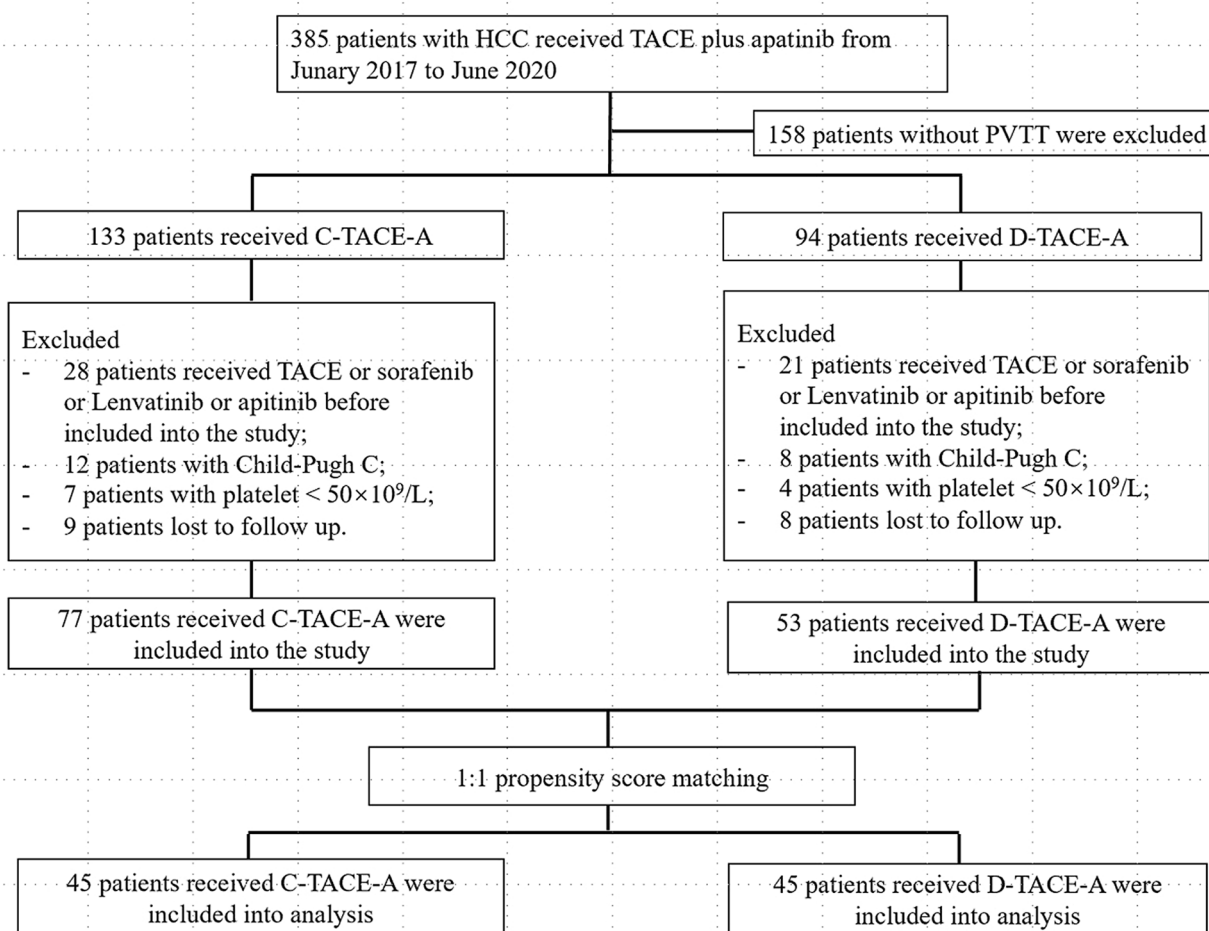 385 patients with HCC received TACE plus apatinib from
Junary 2017 to June 2020
158 patients without PVTT were excluded
133 patients received C-TACE-A
94 patients received D-TACE-A
Excluded
- 28 patients received TACE or sorafenib
or Lenvatinib or apitinib before
included into the study;
- 12 patients with Child-Pugh C;
- 7 patients with platelet < 50×10⁹/L;
- 9 patients lost to follow up.
Excluded
- 21 patients received TACE or sorafenib
or Lenvatinib or apitinib before
included into the study;
- 8 patients with Child-Pugh C;
- 4 patients with platelet < 50×10⁹/L;
- 8 patients lost to follow up.
77 patients received C-TACE-A were
included into the study
53 patients received D-TACE-A were
included into the study
1:1 propensity score matching
45 patients received C-TACE-A were
included into analysis
45 patients received D-TACE-A were
included into analysis